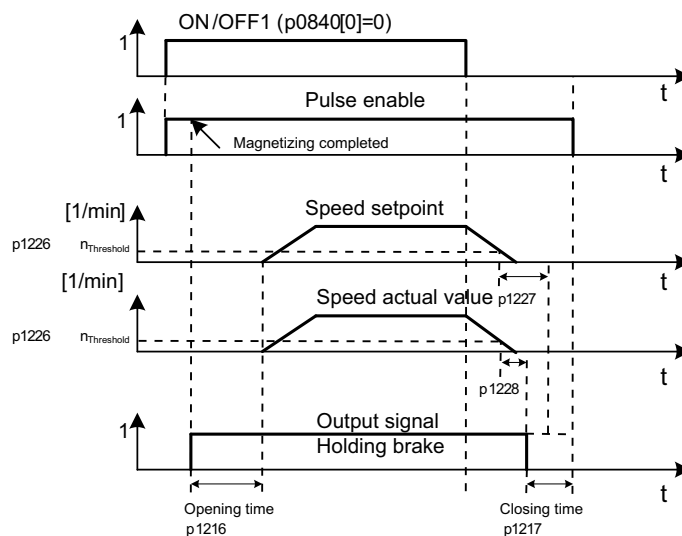 ON/OFF1 (p0840[0]=0)
1
t
Pulse enable
1
Magnetizing completed
t
[1/min]
Speed setpoint
p1226 nThreshold
t
p1227
[1/min]
Speed actual value
p1226 nThreshold
t
p1228
Output signal
1
Holding brake
t
Opening time
p1216
Closing time
p1217